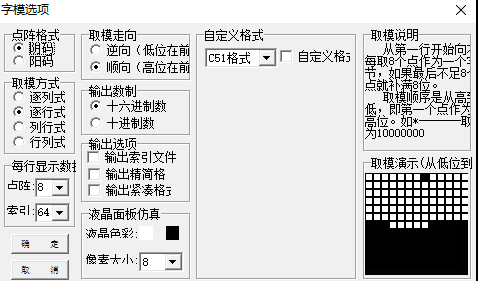 字模选项
点阵格式
阴码
阳码
取模方式
逐列式
逐行式
列行式
行列式
每行显示数据
点阵: 8
索引: 64
确 定
取 消
取模走向
逆向（低位在前
顺向（高位在前
输出数制
十六进制数
十进制数
输出选项
输出索引文件
输出精简格
输出紧凑格式
液晶面板仿真
液晶色彩:
像素大小: 8
自定义格式
C51格式 自定义格式
取模说明
从第一行开始向
每取8个点作为一个字
节，如果最后不足8个
点就补满8位。
取模顺序是从高到
低，即第一个点作为
高位。如*-------取
为10000000
取模演示(从低位到